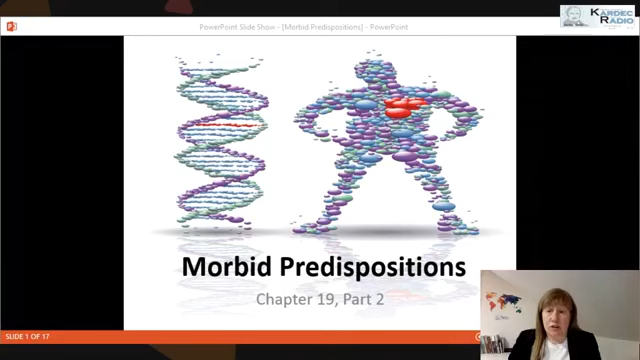 PowerPoint Slide Show - [Morbid Predispositions] - PowerPoint
KARDEC
RADIO
Morbid Predispositions
Chapter 19, Part 2
SLIDE 1 OF 17